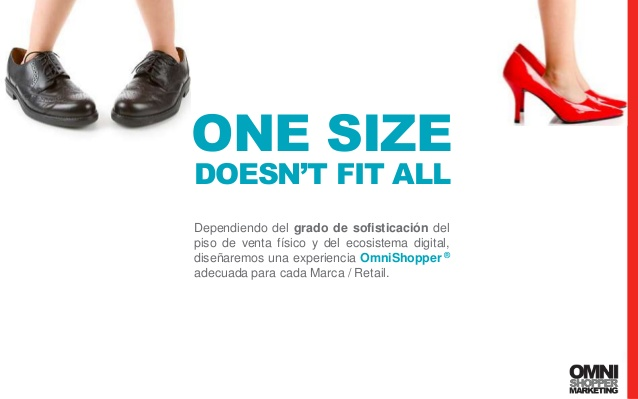 ONE SIZE
DOESN'T FIT ALL
Dependiendo del grado de sofisticación del
piso de venta físico y del ecosistema digital,
diseñaremos una experiencia OmniShopper ®
adecuada para cada Marca / Retail.
OMNI
SHOPPER
MARKETING